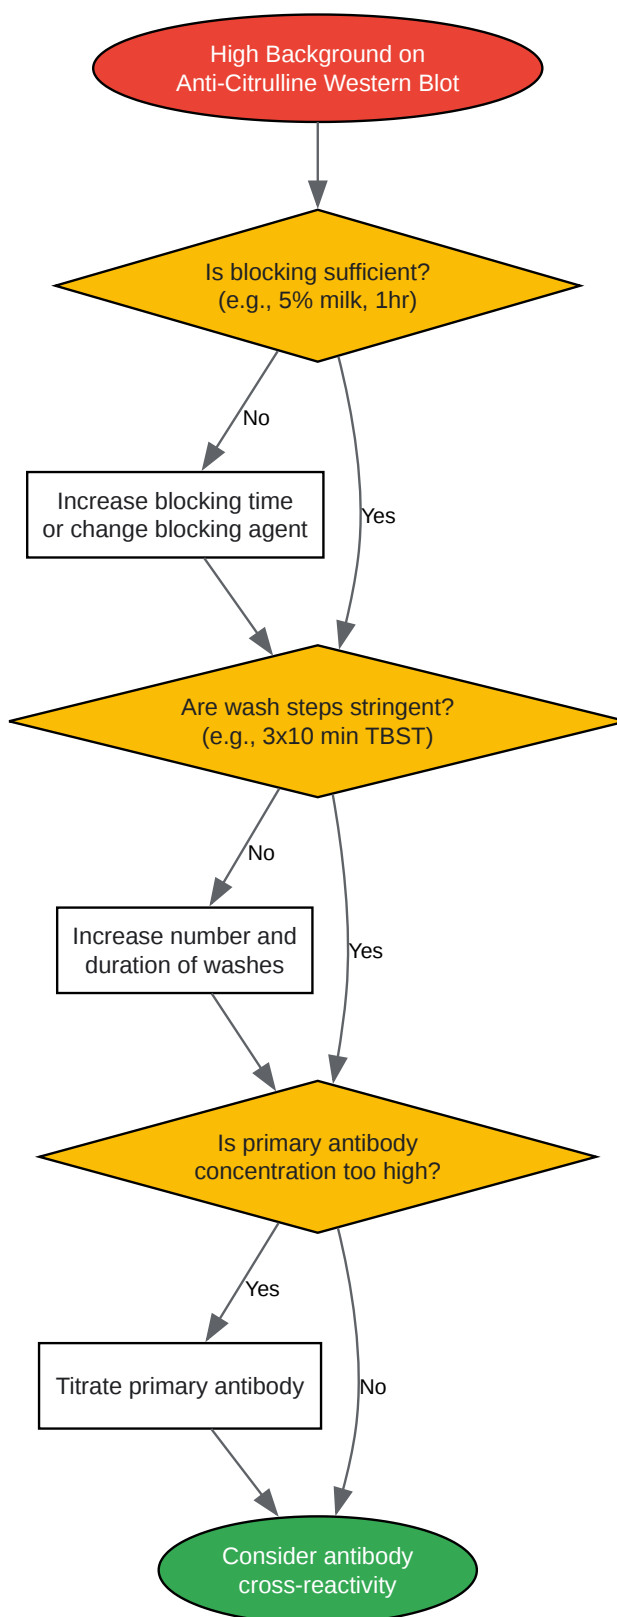 High Background on
Anti-Citrulline Western Blot
Is blocking sufficient?
(e.g., 5% milk, 1hr)
No
Increase blocking time
or change blocking agent
Yes
Are wash steps stringent?
(e.g., 3x10 min TBST)
No
Increase number and
duration of washes
Yes
Is primary antibody
concentration too high?
Yes
Titrate primary antibody
No
Consider antibody
cross-reactivity